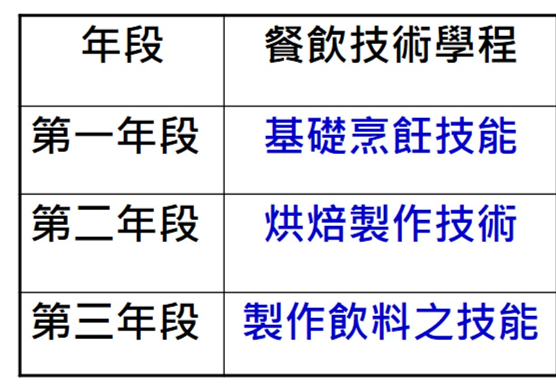 年段 餐飲技術學程
第一年段 基礎烹飪技能
第二年段 烘焙製作技術
第三年段 製作飲料之技能